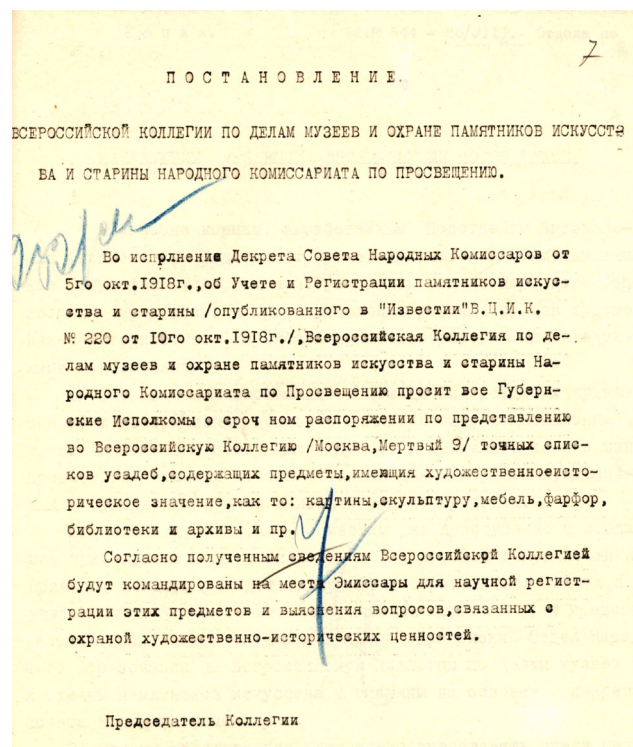 7
ПОСТАНОВЛЕНИЕ.
ВСЕРОССИЙСКОЙ КОЛЛЕГИИ ПО ДЕЛАМ МУЗЕЕВ И ОХРАНЕ ПАМЯТНИКОВ ИСКУССТ-
ВА И СТАРИНЫ НАРОДНОГО КОМИССАРИАТА ПО ПРОСВЕЩЕНИЮ.
Во исполнение Декрета Совета Народных Комиссаров от
5го окт.1918г.,об Учете и Регистрации памятников искус-
ства и старины /опубликованного в "Известии"В.Ц.И.К.
№ 220 от 10го окт.1918г./,Всероссийская Коллегия по де-
лам музеев и охране памятников искусства и старины На-
родного Комиссариата по Просвещению просит все Губерн-
ские Исполкомы о сроч ном распоряжении по представлению
во Всероссийскую Коллегию /Москва,Мертвый 9/ точных спис-
ков усадеб,содержащих предметы,имеющия художественноеисто-
рическое значение,как то: картины,скульптуру,мебель,фарфор,
библиотеки и архивы и пр.
Согласно полученным сведениям Всероссийской Коллегией
будут командированы на места Эмиссары для научной регист-
рации этих предметов и выяснения вопросов,связанных с
охраной художественно-исторических ценностей.
Председатель Коллегии